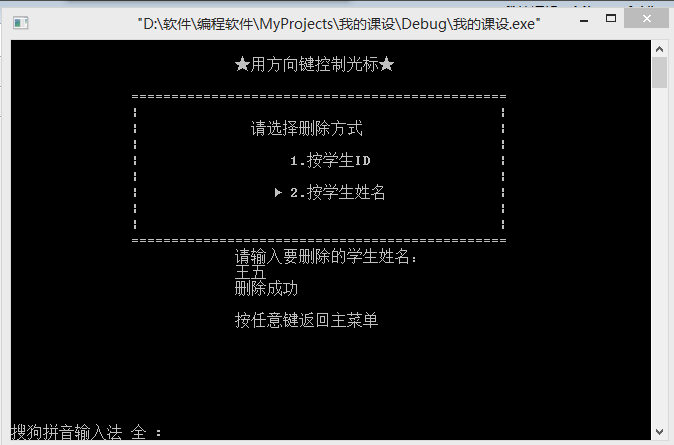 "D:\软件\编程软件\MyProjects\我的课设\Debug\我的课设.exe"
★用方向键控制光标★
请选择删除方式
1.按学生ID
2.按学生姓名
请输入要删除的学生姓名:
王五
删除成功
按任意键返回主菜单
搜狗拼音输入法 全 :